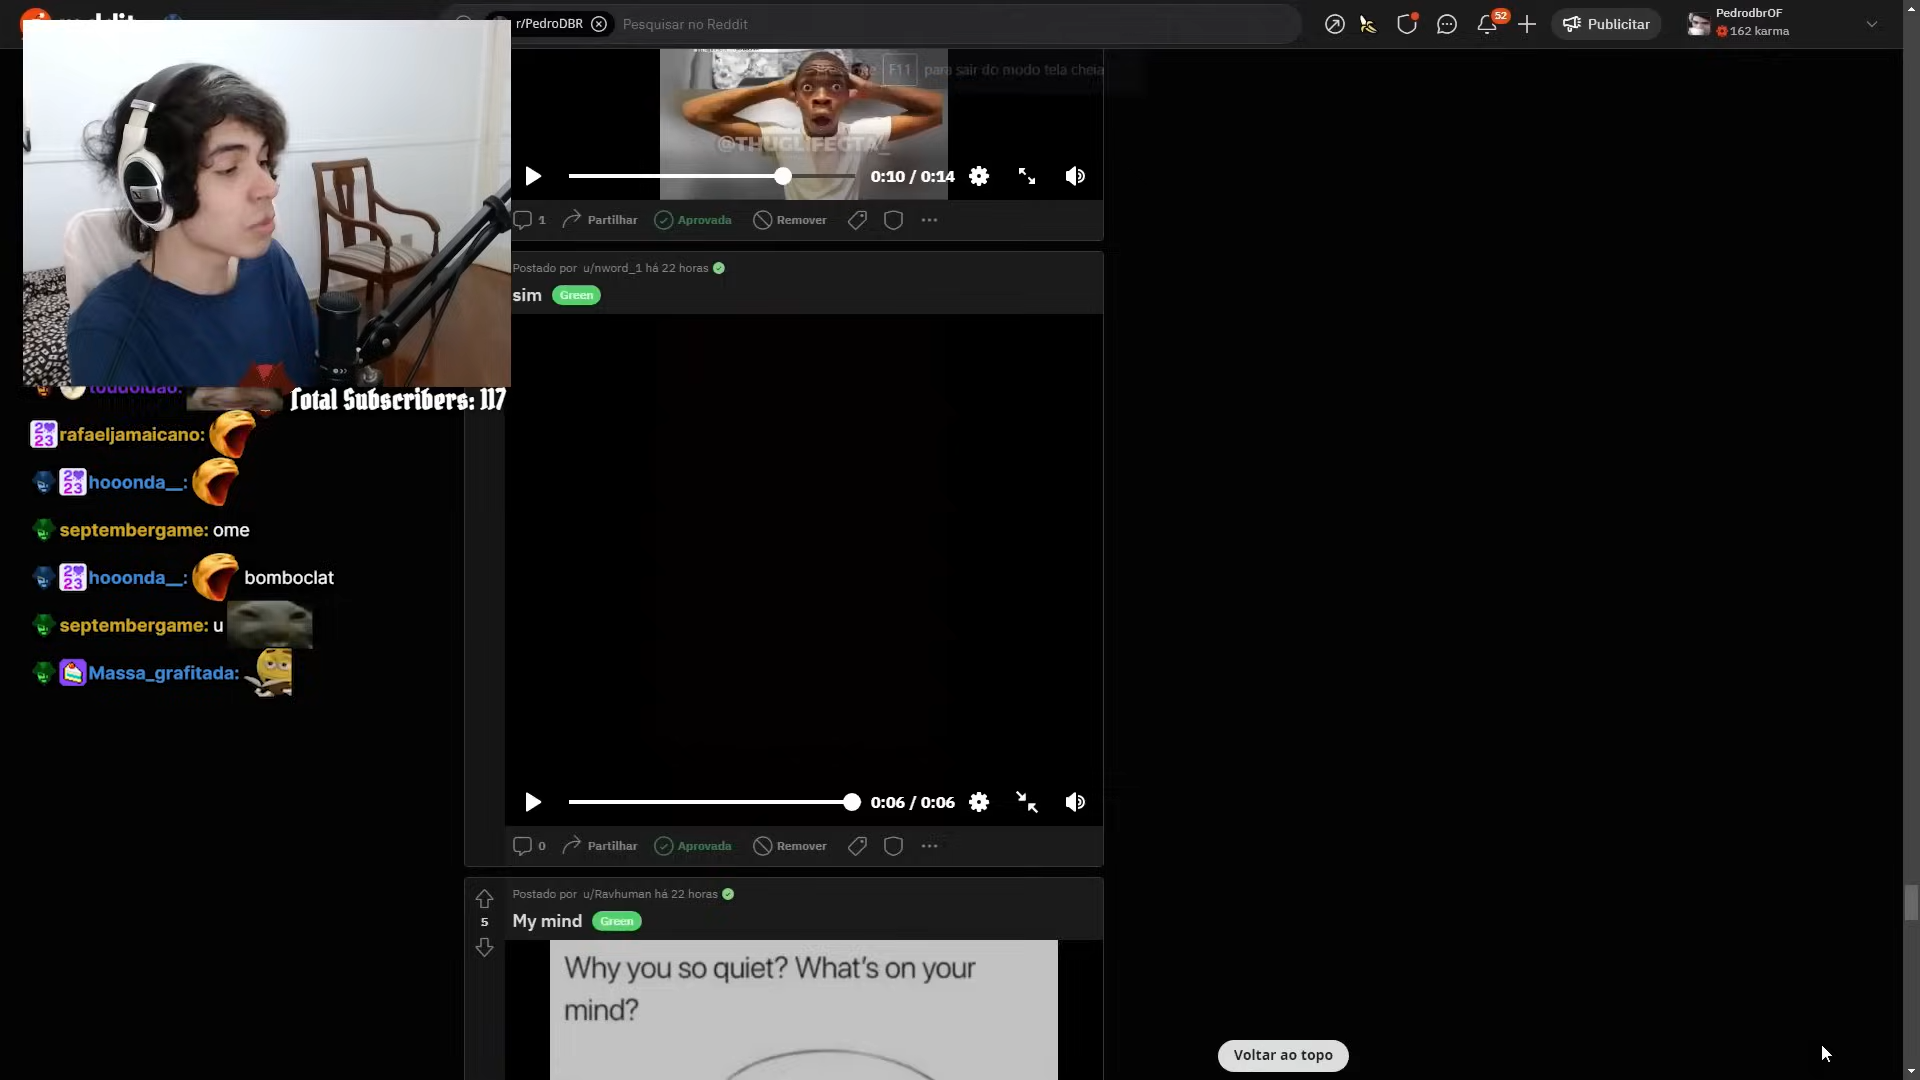 r/PedroDBR
Pesquisar no Reddit
52
Publicitar
PedrodbrOF
162 karma
F11 para sair do modo tela cheia
@THUGLIFEGTA_
0:10 / 0:14
1 Partilhar Aprovada Remover
Postado por u/nword_1 há 22 horas
sim Green
Total Subscribers: 117
rafaeljamaicano:
hooonda__:
septembergame: ome
hooonda__: bomboclat
septembergame: u
Massa_grafitada:
0:06 / 0:06
0 Partilhar Aprovada Remover
Postado por u/Ravhuman há 22 horas
5
My mind Green
Why you so quiet? What's on your
mind?
Voltar ao topo